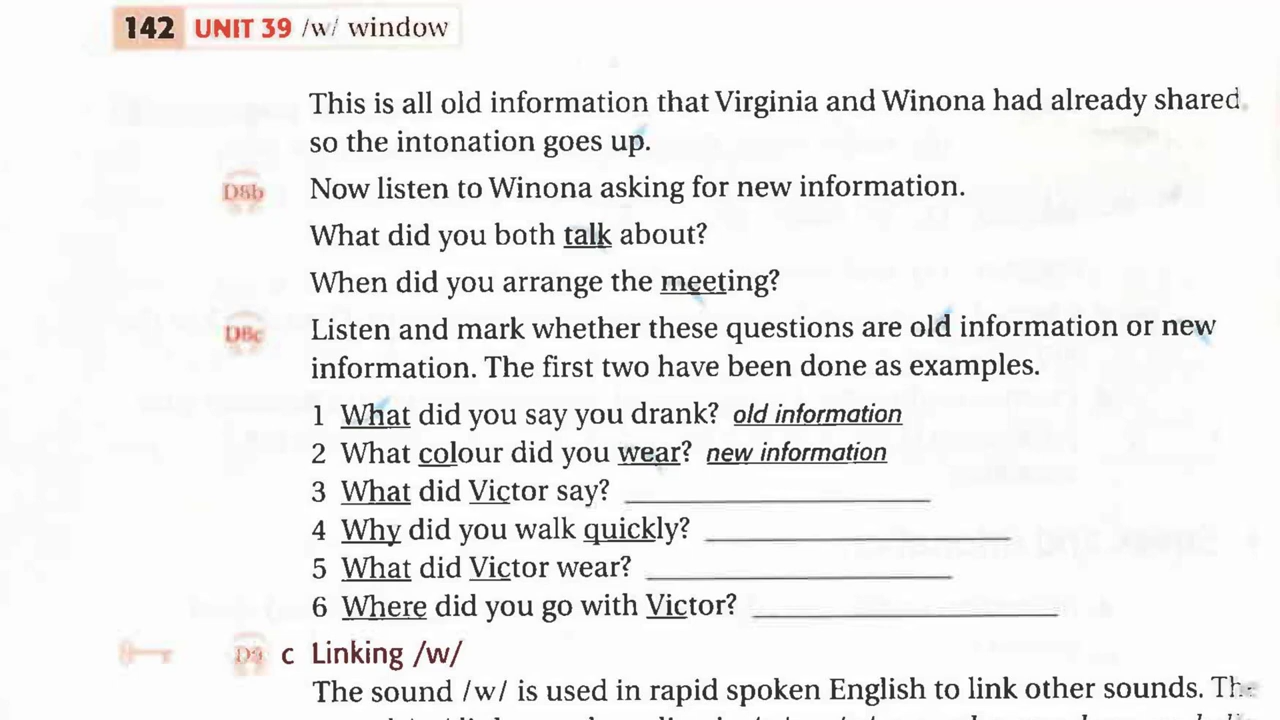 142 UNIT 39 /w/ window
This is all old information that Virginia and Winona had already shared,
so the intonation goes up.
D8b Now listen to Winona asking for new information.
What did you both talk about?
When did you arrange the meeting?
D8c Listen and mark whether these questions are old information or new
information. The first two have been done as examples.
1 What did you say you drank? old information
2 What colour did you wear? new information
3 What did Victor say?
4 Why did you walk quickly?
5 What did Victor wear?
6 Where did you go with Victor?
D9 c Linking /w/
The sound /w/ is used in rapid spoken English to link other sounds. The